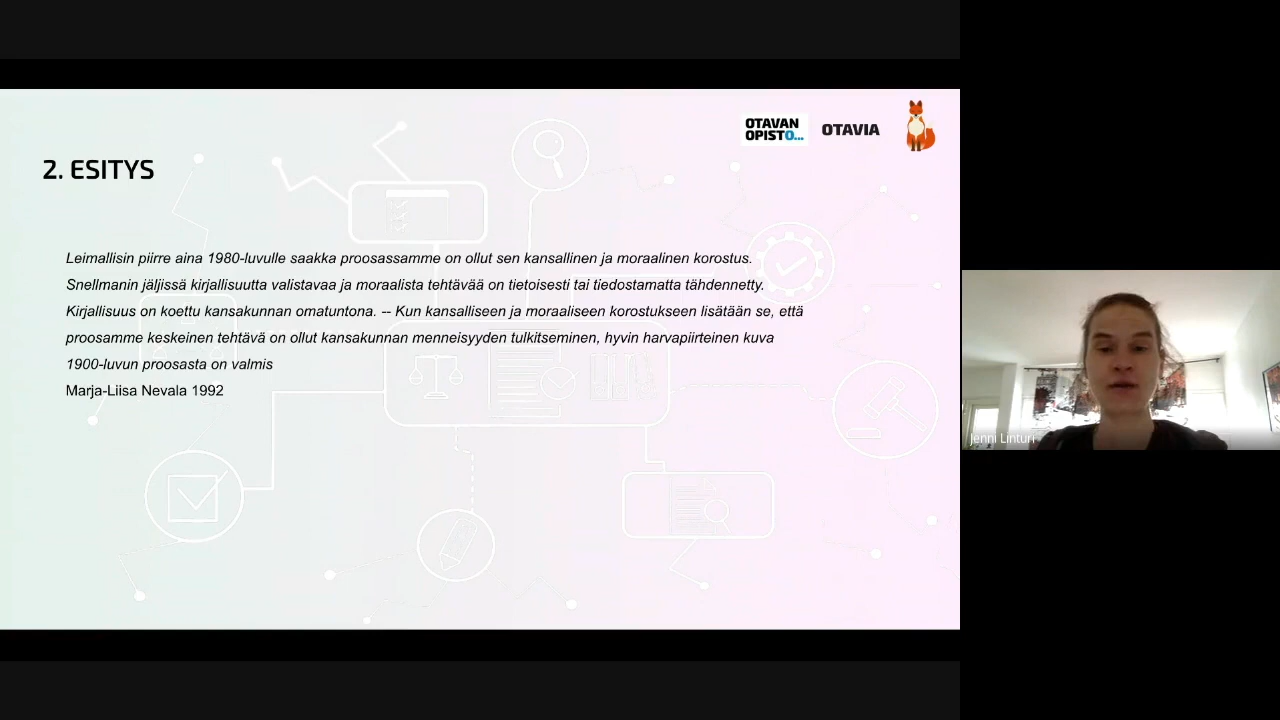 OTAVAN
OPISTO...
OTAVIA
2. ESITYS
Leimallisin piirre aina 1980-luvulle saakka proosassamme on ollut sen kansallinen ja moraalinen korostus.
Snellmanin jäljissä kirjallisuutta valistavaa ja moraalista tehtävää on tietoisesti tai tiedostamatta tähdennetty.
Kirjallisuus on koettu kansakunnan omatuntona. -- Kun kansalliseen ja moraaliseen korostukseen lisätään se, että
proosamme keskeinen tehtävä on ollut kansakunnan menneisyyden tulkitseminen, hyvin harvapiirteinen kuva
1900-luvun proosasta on valmis
Marja-Liisa Nevala 1992
Jenni Linturi